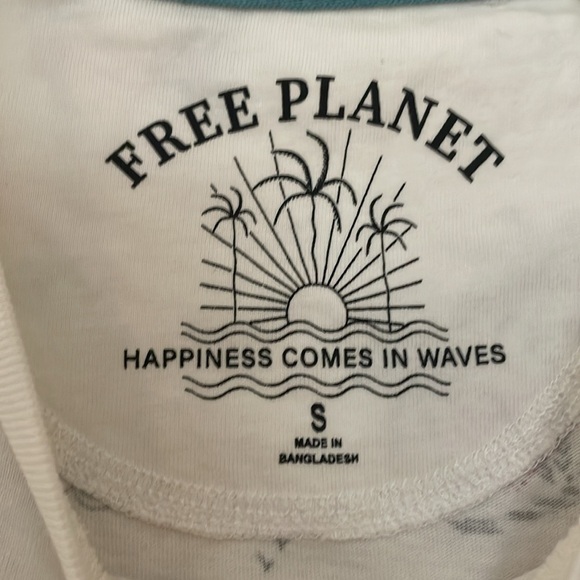 FREE PLANET
HAPPINESS COMES IN WAVES
S
MADE IN
BANGLADESH